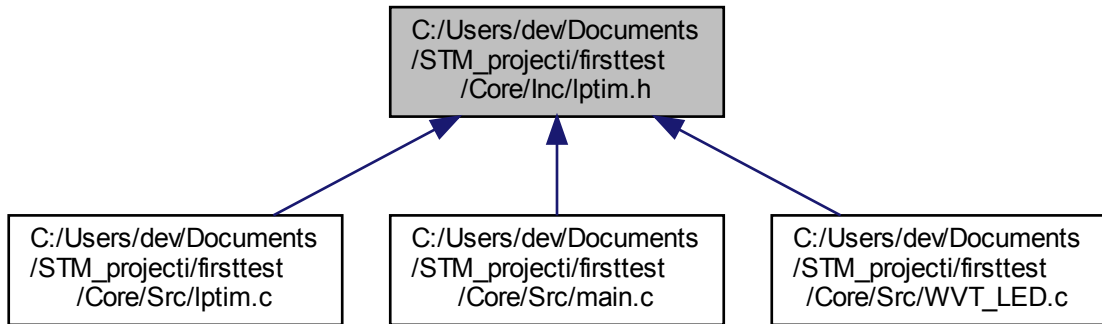 C:/Users/dev/Documents
/STM_projecti/firsttest
/Core/Inc/lptim.h
C:/Users/dev/Documents
/STM_projecti/firsttest
/Core/Src/lptim.c
C:/Users/dev/Documents
/STM_projecti/firsttest
/Core/Src/main.c
C:/Users/dev/Documents
/STM_projecti/firsttest
/Core/Src/WVT_LED.c